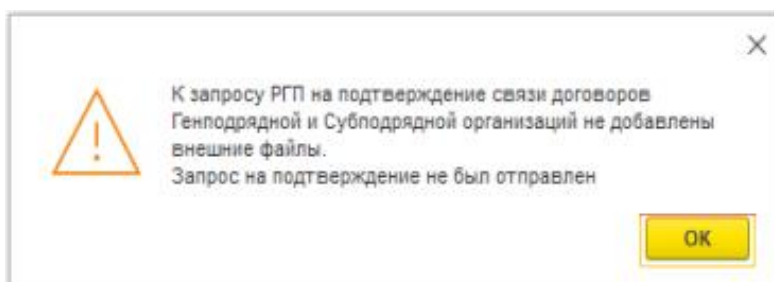 К запросу РГП на подтверждение связи договоров
Генподрядной и Субподрядной организаций не добавлены
внешние файлы.
Запрос на подтверждение не был отправлен
ОК